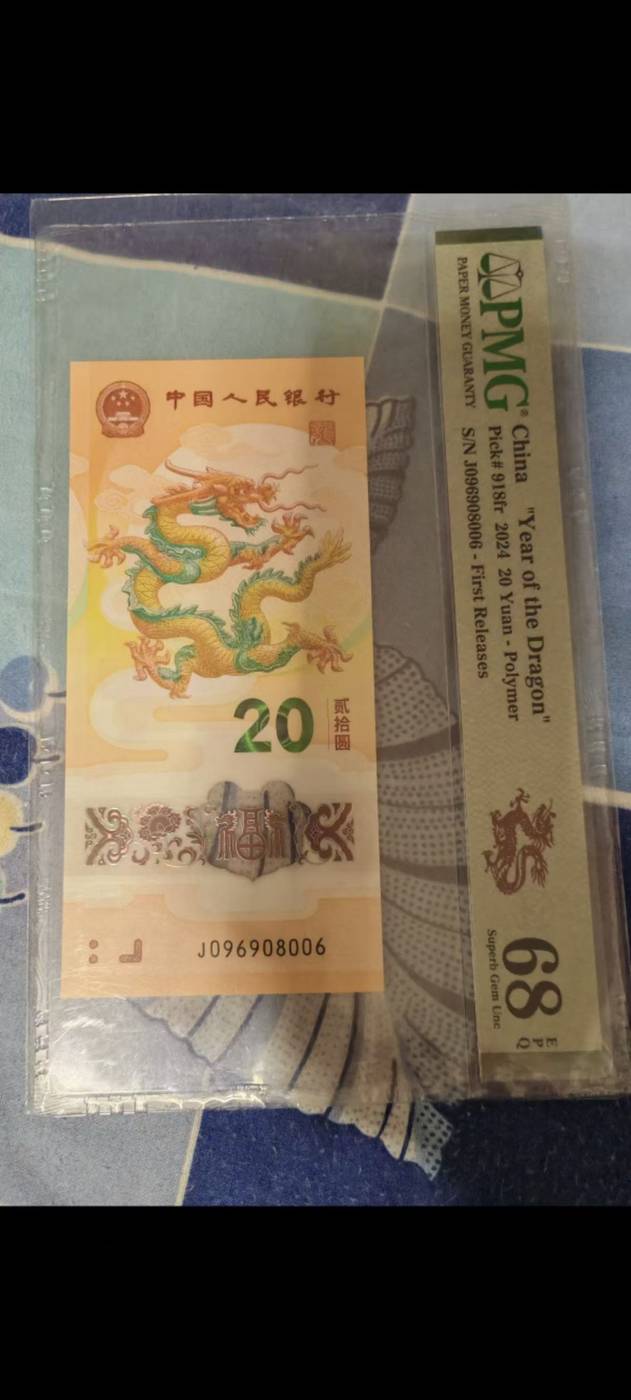 中国人民银行
20
贰拾圆
福
J096908006
PMG®
PAPER MONEY GUARANTY
China "Year of the Dragon"
Pick# 918fr 2024 20 Yuan - Polymer
S/N J096908006 - First Releases
68
EPQ
Superb Gem Unc